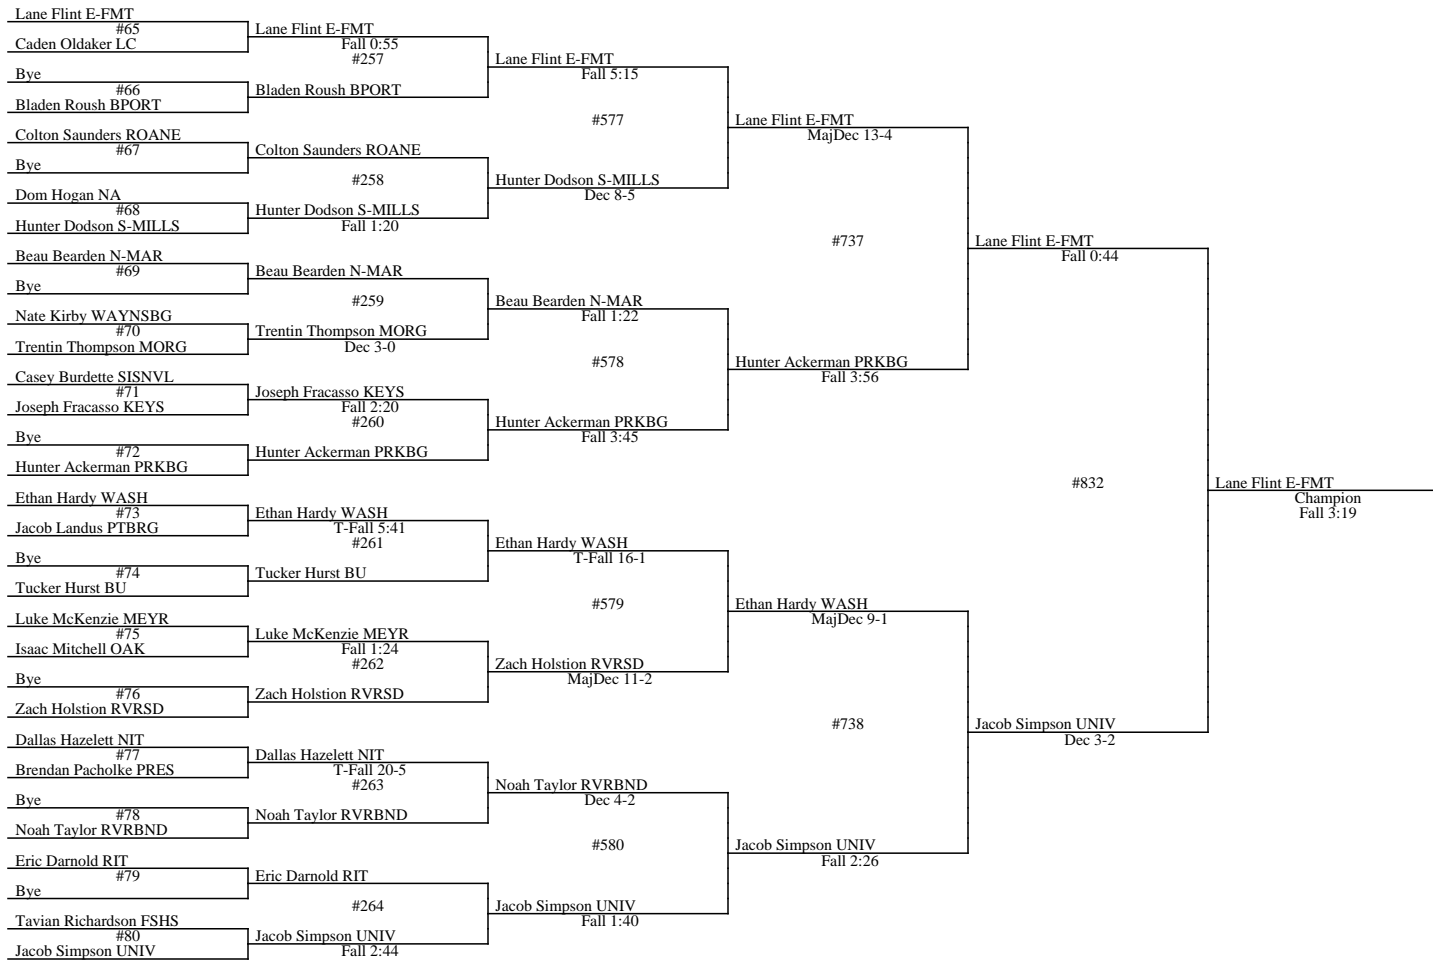 Lane Flint E-FMT
#65
Caden Oldaker LC
Bye
#66
Bladen Roush BPORT
Colton Saunders ROANE
#67
Bye
Dom Hogan NA
#68
Hunter Dodson S-MILLS
Beau Bearden N-MAR
#69
Bye
Nate Kirby WAYNSBG
#70
Trentin Thompson MORG
Casey Burdette SISNVL
#71
Joseph Fracasso KEYS
Bye
#72
Hunter Ackerman PRKBG
Ethan Hardy WASH
#73
Jacob Landus PTBRG
Bye
#74
Tucker Hurst BU
Luke McKenzie MEYR
#75
Isaac Mitchell OAK
Bye
#76
Zach Holstion RVRSD
Dallas Hazelett NIT
#77
Brendan Pacholke PRES
Bye
#78
Noah Taylor RVRBND
Eric Darnold RIT
#79
Bye
Tavian Richardson FSHS
#80
Jacob Simpson UNIV
Lane Flint E-FMT
Fall 0:55
#257
Bladen Roush BPORT
Colton Saunders ROANE
#258
Hunter Dodson S-MILLS
Fall 1:20
Beau Bearden N-MAR
#259
Trentin Thompson MORG
Dec 3-0
Joseph Fracasso KEYS
Fall 2:20
#260
Hunter Ackerman PRKBG
Ethan Hardy WASH
T-Fall 5:41
#261
Tucker Hurst BU
Luke McKenzie MEYR
Fall 1:24
#262
Zach Holstion RVRSD
Dallas Hazelett NIT
T-Fall 20-5
#263
Noah Taylor RVRBND
Eric Darnold RIT
#264
Jacob Simpson UNIV
Fall 2:44
Lane Flint E-FMT
Fall 5:15
#577
Hunter Dodson S-MILLS
Dec 8-5
Beau Bearden N-MAR
Fall 1:22
#578
Hunter Ackerman PRKBG
Fall 3:45
Ethan Hardy WASH
T-Fall 16-1
#579
Zach Holstion RVRSD
MajDec 11-2
Noah Taylor RVRBND
Dec 4-2
#580
Jacob Simpson UNIV
Fall 1:40
Lane Flint E-FMT
MajDec 13-4
#737
Hunter Ackerman PRKBG
Fall 3:56
Ethan Hardy WASH
MajDec 9-1
#738
Jacob Simpson UNIV
Fall 2:26
Lane Flint E-FMT
Fall 0:44
#832
Jacob Simpson UNIV
Dec 3-2
Lane Flint E-FMT
Champion
Fall 3:19